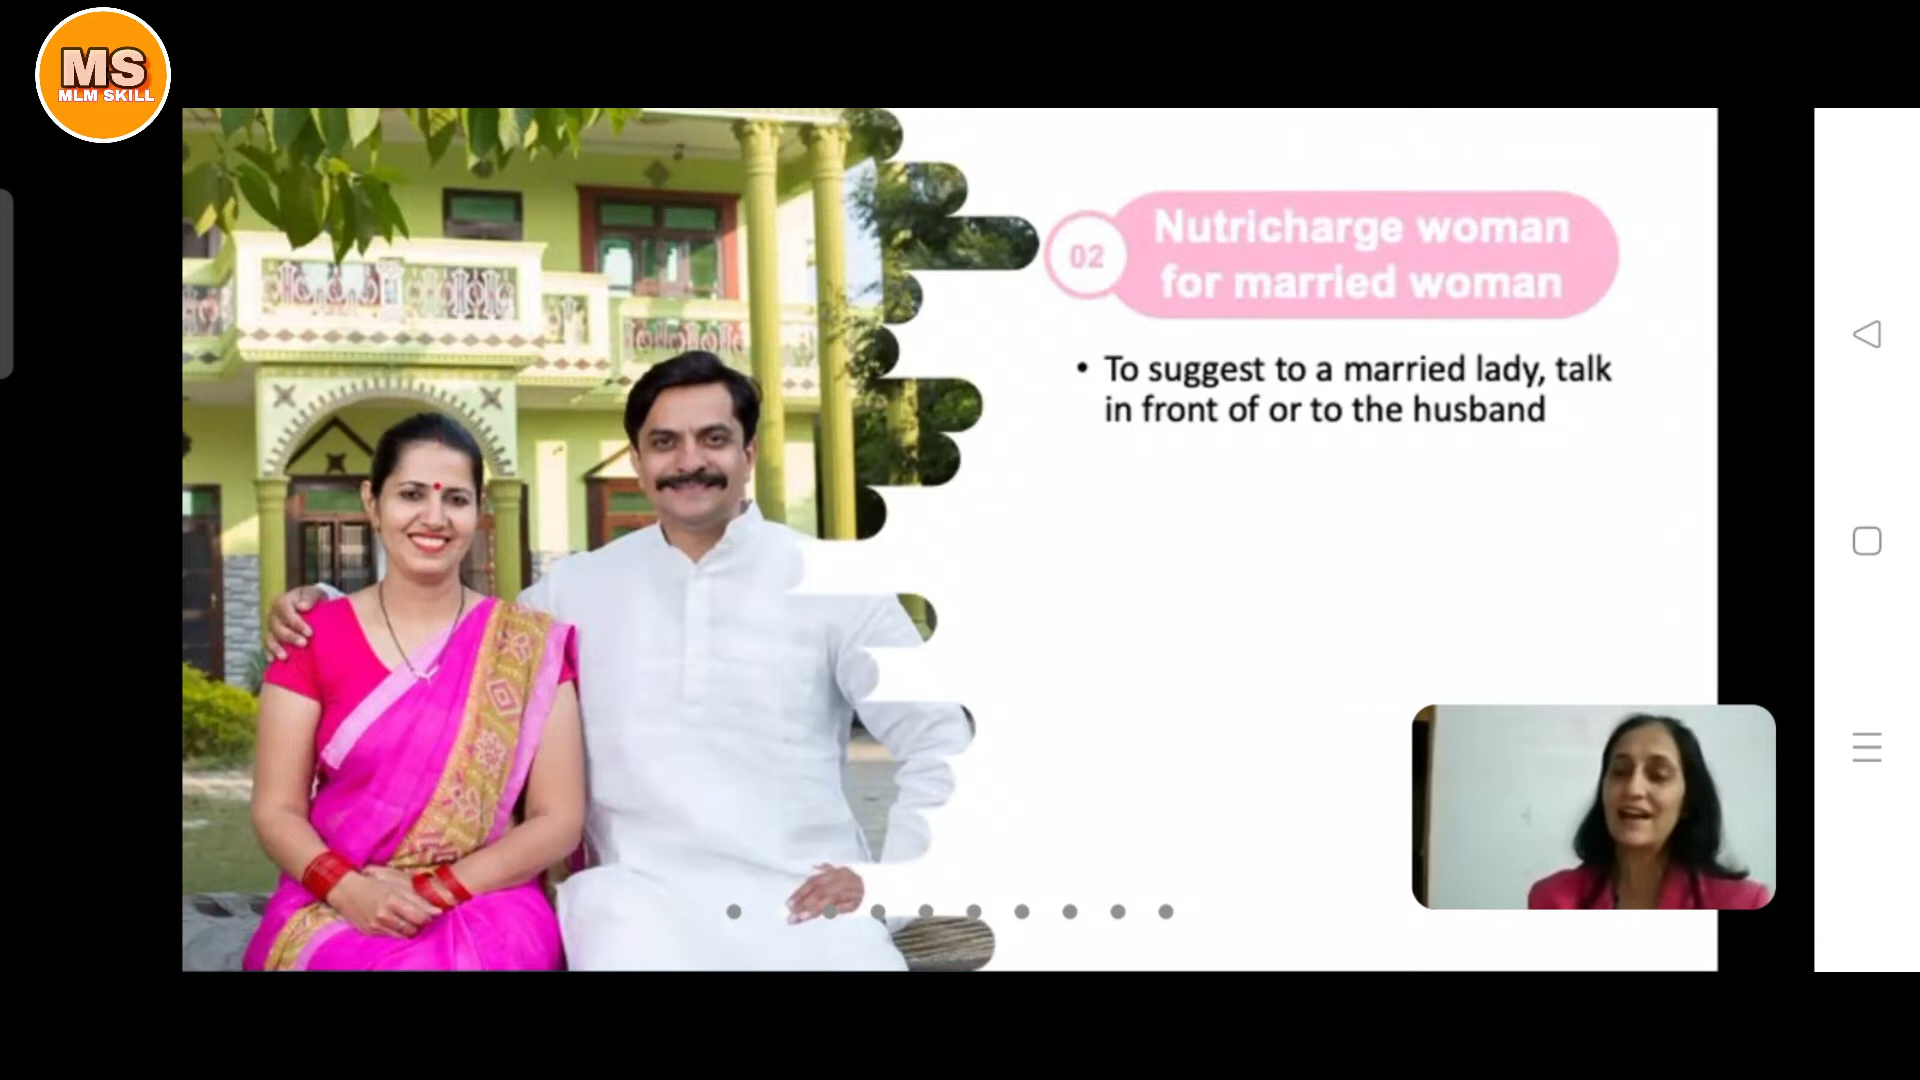 MS
MLM SKILL
02
Nutricharge woman
for married woman
• To suggest to a married lady, talk
in front of or to the husband